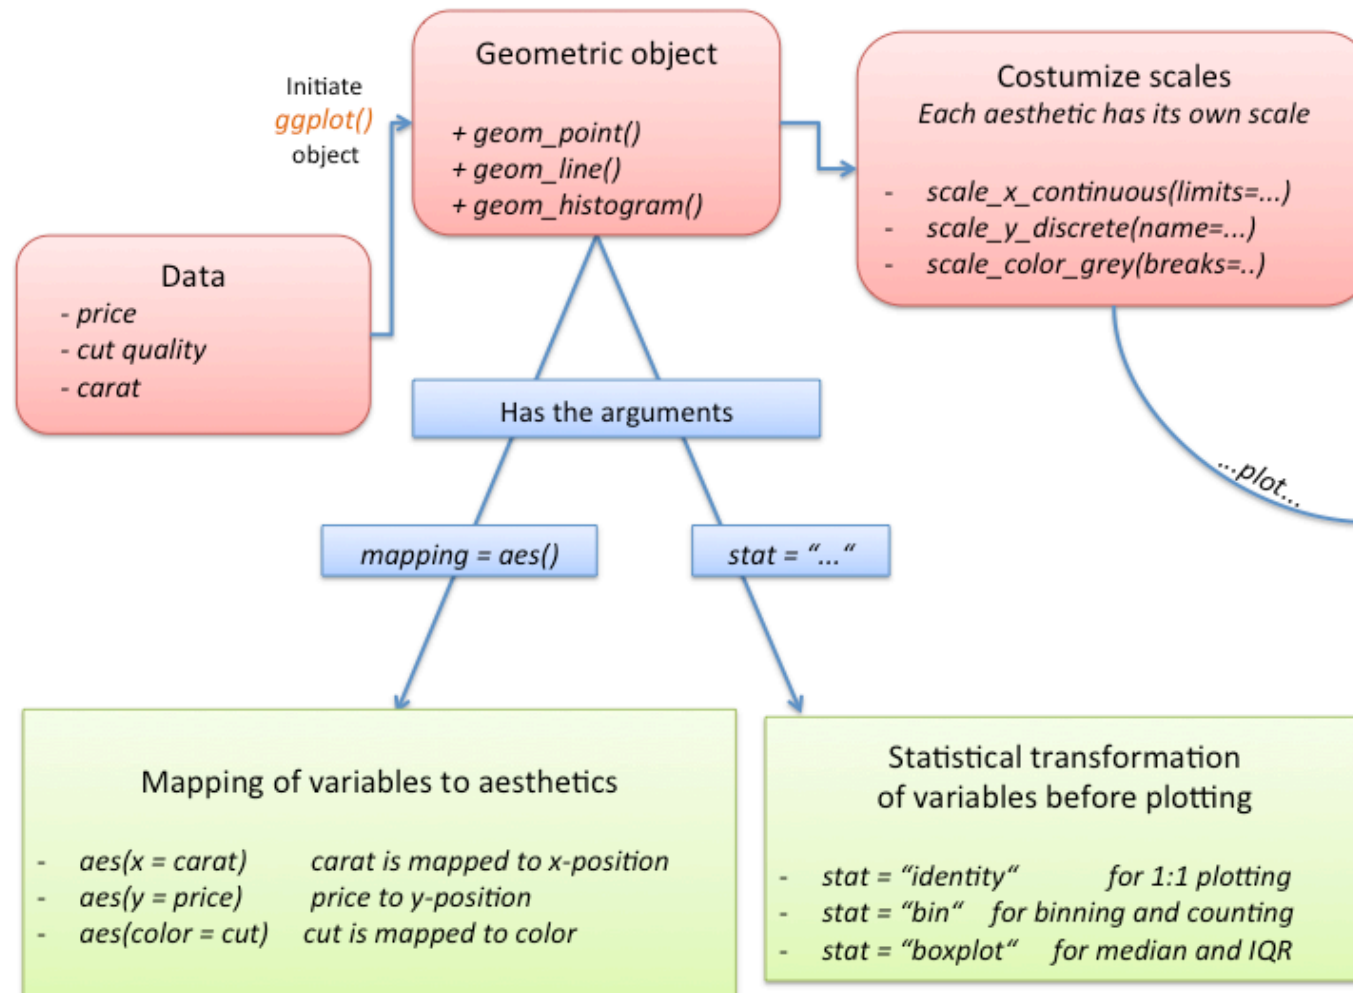 Initiate
ggplot()
object
Geometric object
+ geom_point()
+ geom_line()
+ geom_histogram()
Costumize scales
Each aesthetic has its own scale
- scale_x_continuous(limits=...)
- scale_y_discrete(name=...)
- scale_color_grey(breaks=..)
Data
- price
- cut quality
- carat
Has the arguments
...plot...
mapping = aes()
stat = “...“
Mapping of variables to aesthetics
- aes(x = carat) carat is mapped to x-position
- aes(y = price) price to y-position
- aes(color = cut) cut is mapped to color
Statistical transformation
of variables before plotting
- stat = “identity“ for 1:1 plotting
- stat = “bin“ for binning and counting
- stat = “boxplot“ for median and IQR